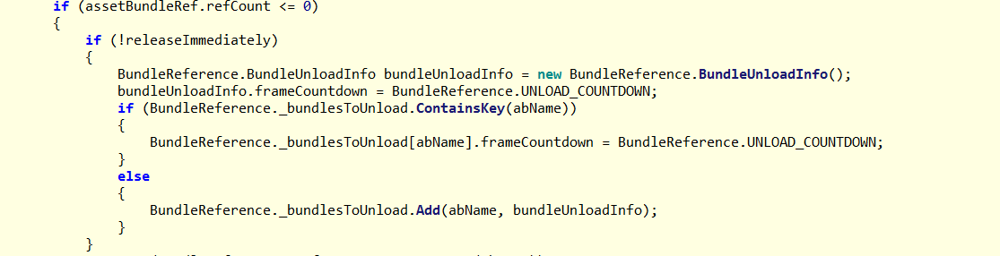 if (assetBundleRef.refCount <= 0)
{
if (!releaseImmediately)
{
BundleReference.BundleUnloadInfo bundleUnloadInfo = new BundleReference.BundleUnloadInfo();
bundleUnloadInfo.frameCountdown = BundleReference.UNLOAD_COUNTDOWN;
if (BundleReference._bundlesToUnload.ContainsKey(abName))
{
BundleReference._bundlesToUnload[abName].frameCountdown = BundleReference.UNLOAD_COUNTDOWN;
}
else
{
BundleReference._bundlesToUnload.Add(abName, bundleUnloadInfo);
}
}